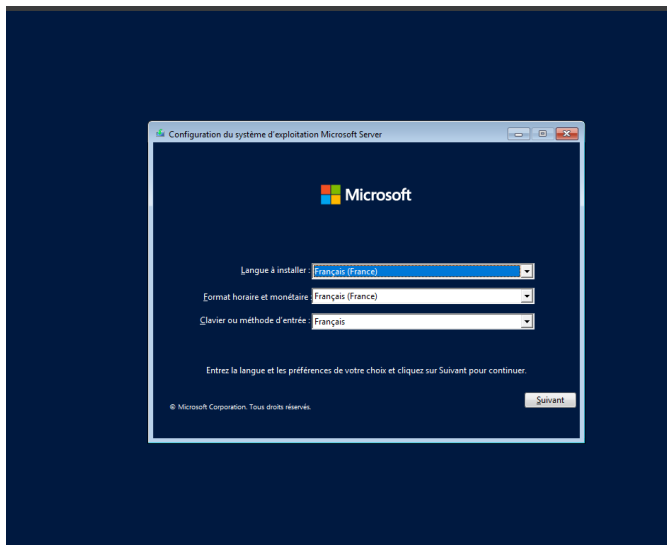 Configuration du système d'exploitation Microsoft Server
Microsoft
Langue à installer : Français (France)
Format horaire et monétaire : Français (France)
Clavier ou méthode d'entrée : Français
Entrez la langue et les préférences de votre choix et cliquez sur Suivant pour continuer.
© Microsoft Corporation. Tous droits réservés.
Suivant